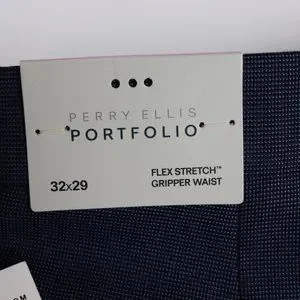 PERRY ELLIS
PORTFOLIO
32x29
FLEX STRETCH™
GRIPPER WAIST